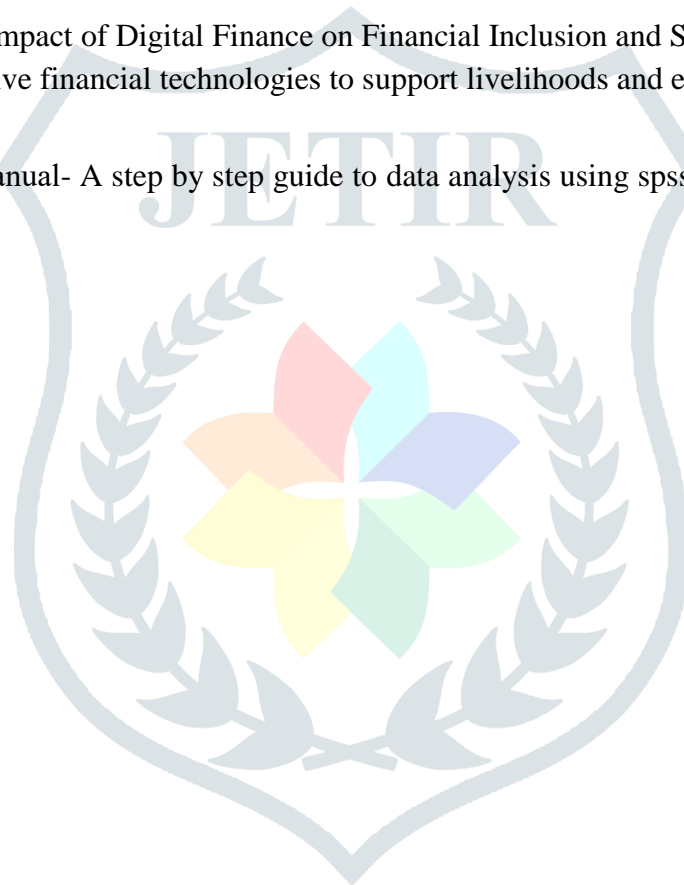 mpact of Digital Finance on Financial Inclusion and S
ive financial technologies to support livelihoods and e
anual- A step by step guide to data analysis using spss
JETIR